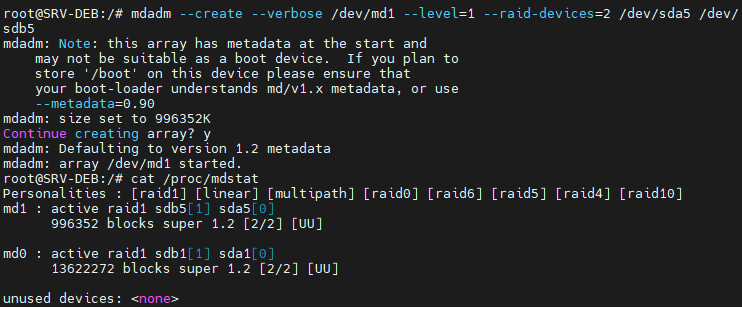 root@SRV-DEB:/# mdadm --create --verbose /dev/md1 --level=1 --raid-devices=2 /dev/sda5 /dev/
sdb5
mdadm: Note: this array has metadata at the start and
    may not be suitable as a boot device.  If you plan to
    store '/boot' on this device please ensure that
    your boot-loader understands md/v1.x metadata, or use
    --metadata=0.90
mdadm: size set to 996352K
Continue creating array? y
mdadm: Defaulting to version 1.2 metadata
mdadm: array /dev/md1 started.
root@SRV-DEB:/# cat /proc/mdstat
Personalities : [raid1] [linear] [multipath] [raid0] [raid6] [raid5] [raid4] [raid10]
md1 : active raid1 sdb5[1] sda5[0]
      996352 blocks super 1.2 [2/2] [UU]

md0 : active raid1 sdb1[1] sda1[0]
      13622272 blocks super 1.2 [2/2] [UU]

unused devices: <none>